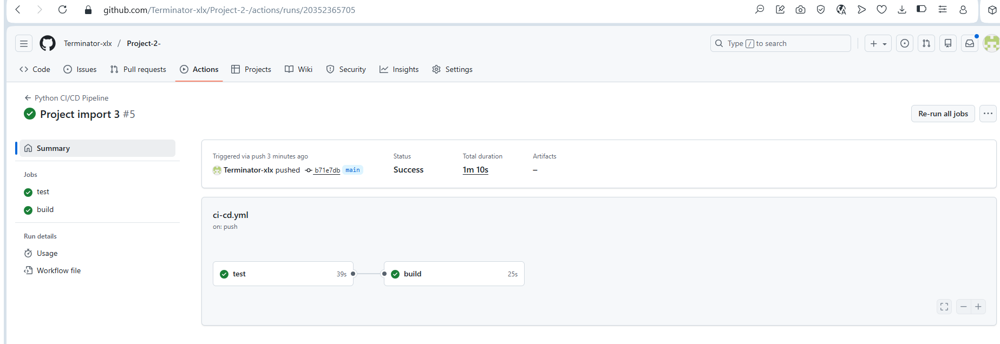 github.com/Terminator-xlx/Project-2-/actions/runs/20352365705
Terminator-xlx / Project-2-
Type / to search
Code Issues Pull requests Actions Projects Wiki Security Insights Settings
Python CI/CD Pipeline
Project import 3 #5
Re-run all jobs
Summary
Jobs
test
build
Run details
Usage
Workflow file
Triggered via push 3 minutes ago
Terminator-xlx pushed b71e7db main
Status
Success
Total duration
1m 10s
Artifacts
–
ci-cd.yml
on: push
test 39s
build 25s